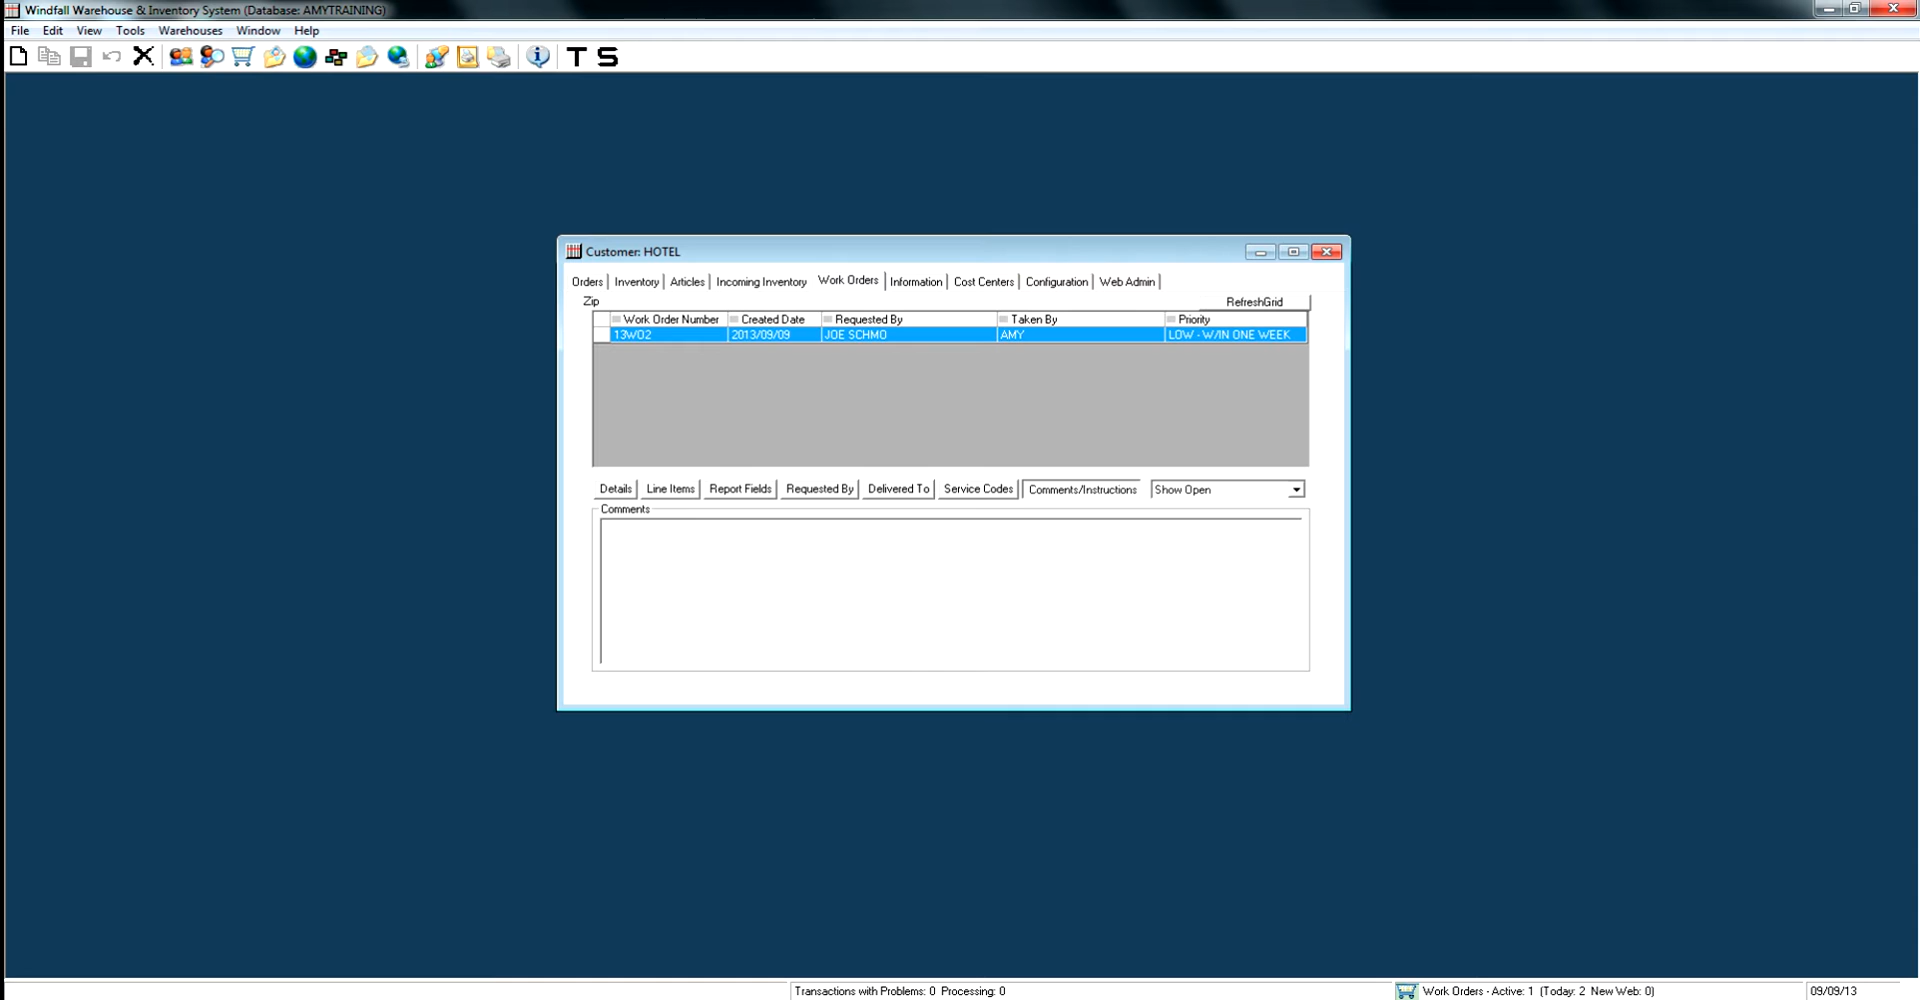 Windfall Warehouse & Inventory System (Database: AMYTRAINING)
File Edit View Tools Warehouses Window Help
T S
Customer: HOTEL
Orders Inventory Articles Incoming Inventory Work Orders Information Cost Centers Configuration Web Admin
Zip RefreshGrid
Work Order Number Created Date Requested By Taken By Priority
13WO2 2013/09/09 JOE SCHMO AMY LOW - W/IN ONE WEEK
Details Line Items Report Fields Requested By Delivered To Service Codes Comments/Instructions Show Open
Comments
Transactions with Problems: 0 Processing: 0 Work Orders - Active: 1 (Today: 2 New Web: 0) 09/09/13